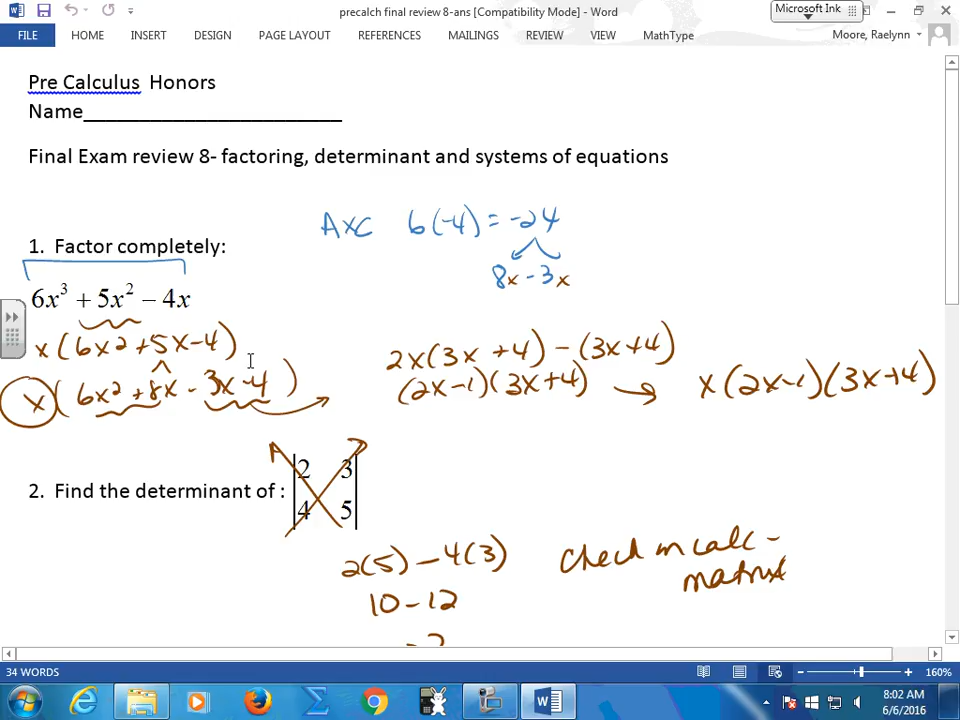 precalch final review 8-ans [Compatibility Mode] - Word
Microsoft Ink
FILE HOME INSERT DESIGN PAGE LAYOUT REFERENCES MAILINGS REVIEW VIEW MathType Moore, Raelynn
Pre Calculus Honors
Name________________________
Final Exam review 8- factoring, determinant and systems of equations
AxC 6(-4) = -24
8x - 3x
1. Factor completely:
6x³ + 5x² − 4x
x(6x2 +5x -4)
2x(3x +4) - (3x+4)
x(6x2 +8x - 3x -4)
(2x-1)(3x+4) → x(2x-1)(3x+4)
2. Find the determinant of :
2 3
4 5
2(5) - 4(3)
check in calc -
matrix
10 - 12
34 WORDS
160%
8:02 AM
6/6/2016